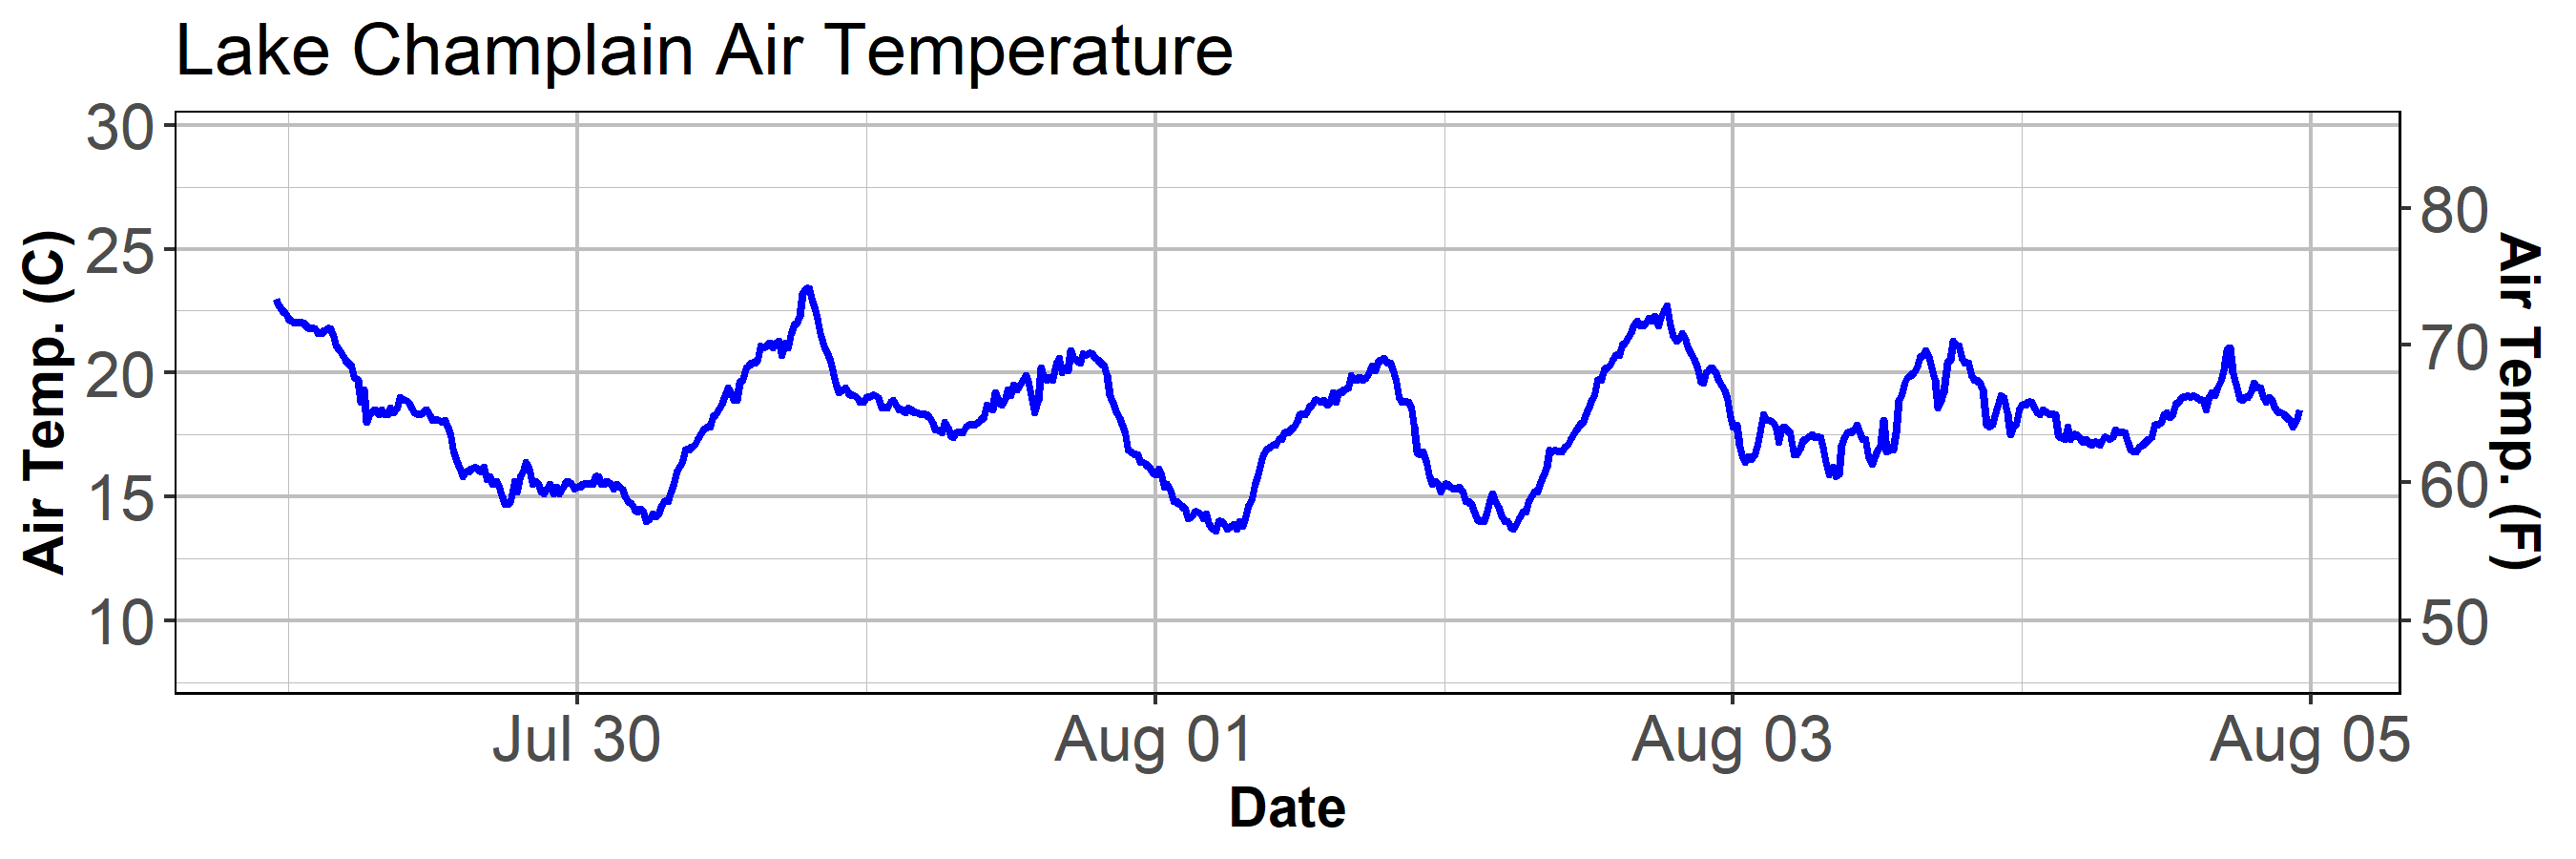 Lake Champlain Air Temperature
30
25
20
15
10
Air Temp. (C)
80
70
60
50
Air Temp. (F)
Jul 30
Aug 01
Aug 03
Aug 05
Date